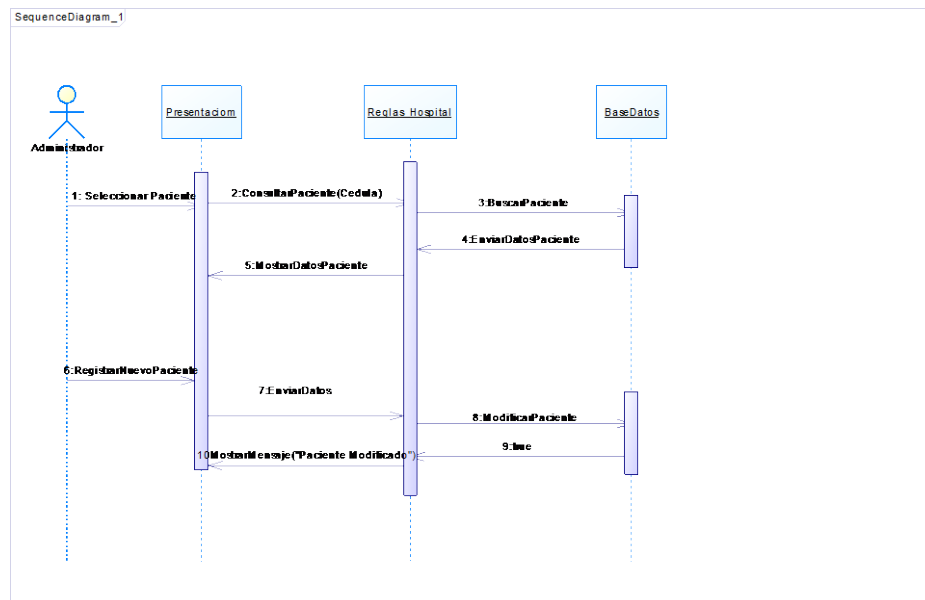 SequenceDiagram_1
Presentaciom
Reglas Hospital
BaseDatos
Administrador
1: Seleccionar Paciente
2:ConsultarPaciente(Cedula)
3:BuscarPaciente
4:EnviarDatosPaciente
5:MostrarDatosPaciente
6:RegistrarNuevoPaciente
7:EnviarDatos
8:ModificarPaciente
9:true
10MostrarMensaje("Paciente Modificado")